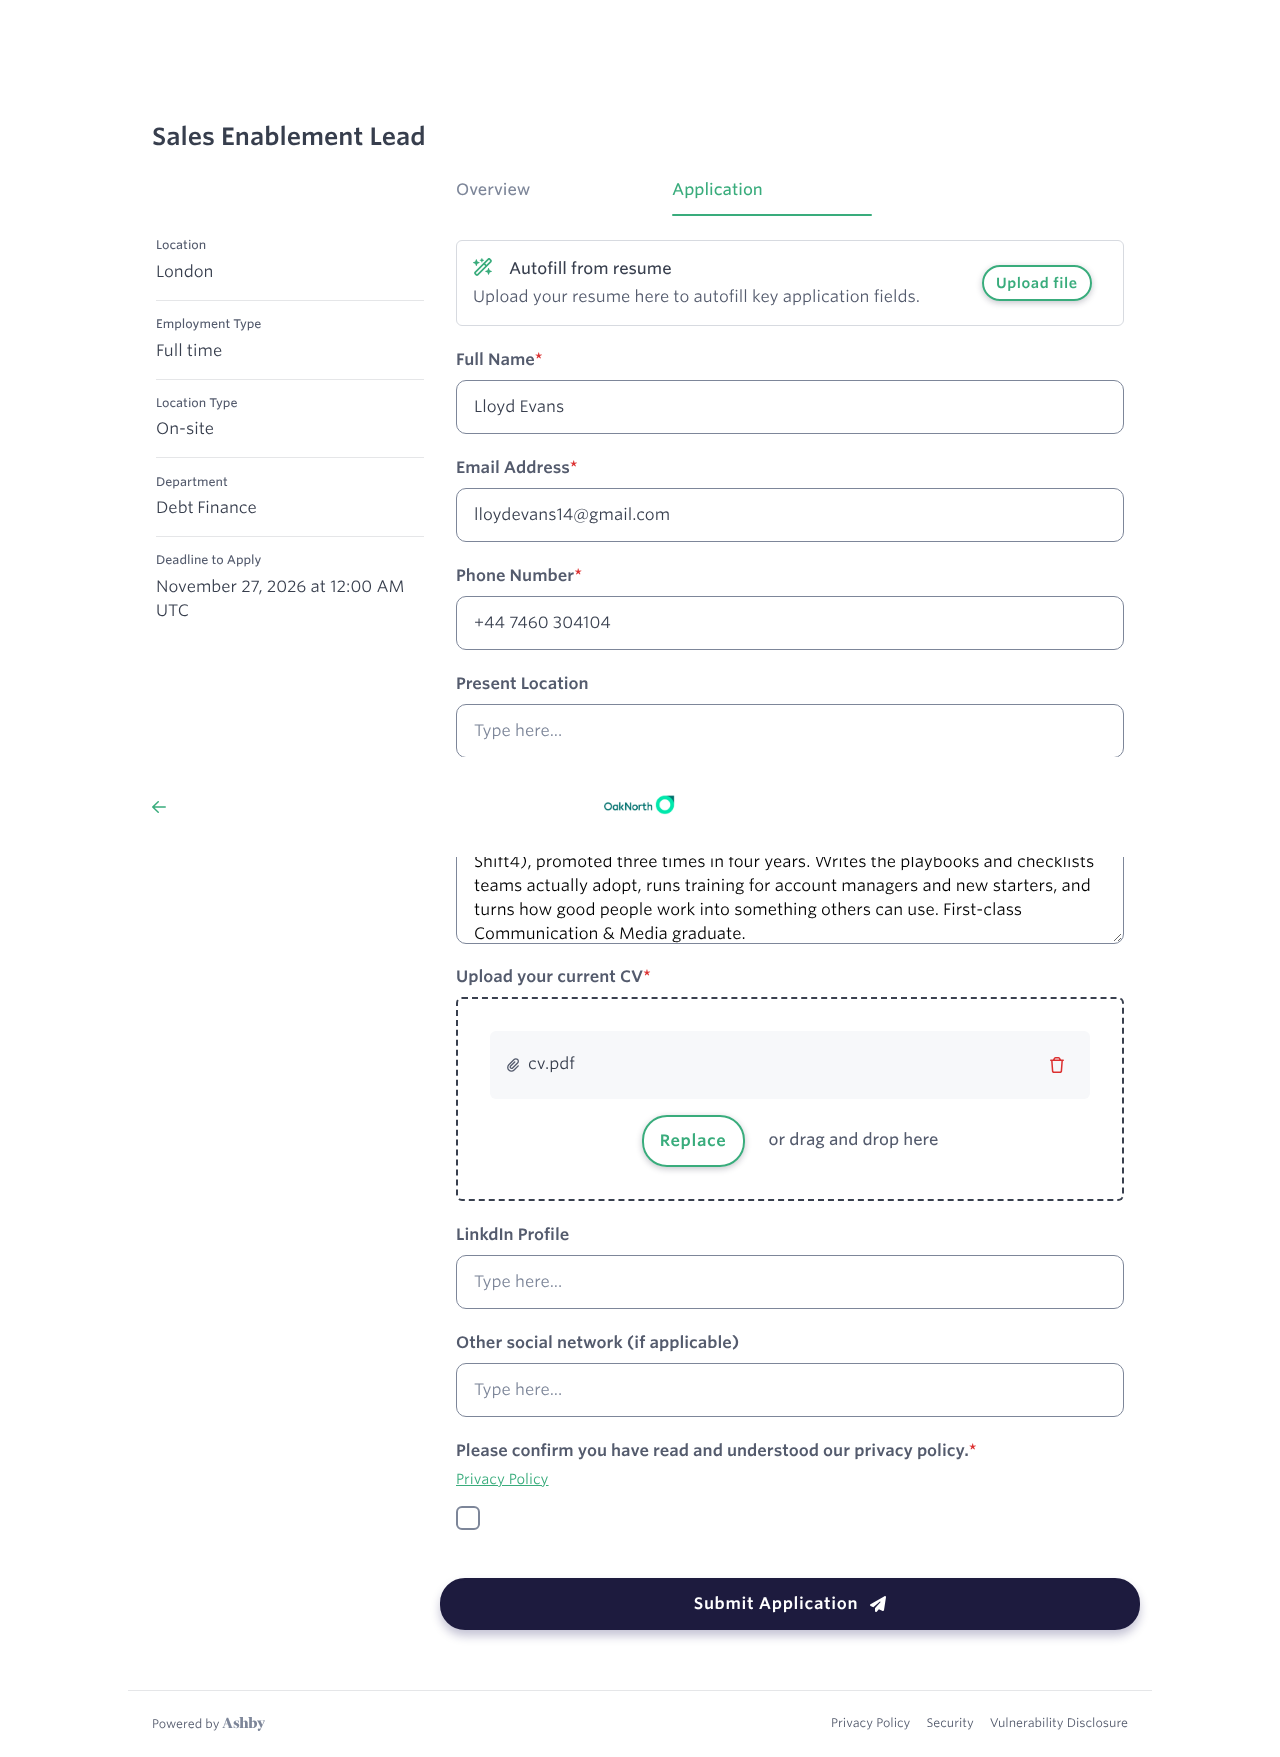 Sales Enablement Lead
Overview
Application
Location
London
Employment Type
Full time
Location Type
On-site
Department
Debt Finance
Deadline to Apply
November 27, 2026 at 12:00 AM
UTC
Autofill from resume
Upload your resume here to autofill key application fields.
Upload file
Full Name*
Lloyd Evans
Email Address*
lloydevans14@gmail.com
Phone Number*
+44 7460 304104
Present Location
Type here...
OakNorth
Shift4), promoted three times in four years. Writes the playbooks and checklists
teams actually adopt, runs training for account managers and new starters, and
turns how good people work into something others can use. First-class
Communication & Media graduate.
Upload your current CV*
cv.pdf
Replace
or drag and drop here
LinkdIn Profile
Type here...
Other social network (if applicable)
Type here...
Please confirm you have read and understood our privacy policy.*
Privacy Policy
Submit Application
Powered by Ashby
Privacy Policy
Security
Vulnerability Disclosure